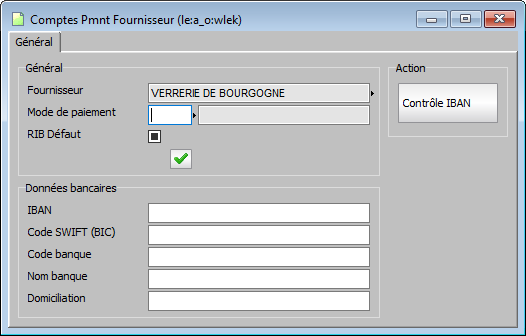 Comptes Pmnt Fournisseur (le:a_o:wlek)
Général
Général
Fournisseur
VERRERIE DE BOURGOGNE
Mode de paiement
RIB Défaut
Action
Contrôle IBAN
Données bancaires
IBAN
Code SWIFT (BIC)
Code banque
Nom banque
Domiciliation